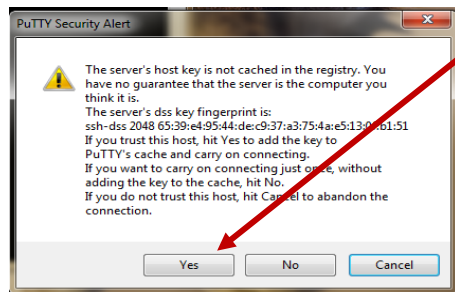 PuTTY Security Alert
The server's host key is not cached in the registry. You
have no guarantee that the server is the computer you
think it is.
The server's dss key fingerprint is:
ssh-dss 2048 65:39:e4:95:44:de:c9:37:a3:75:4a:e5:13:
If you trust this host, hit Yes to add the key to
PuTTY's cache and carry on connecting.
If you want to carry on connecting just once, without
adding the key to the cache, hit No.
If you do not trust this host, hit Cancel to abandon the
connection.
Yes
No
Cancel